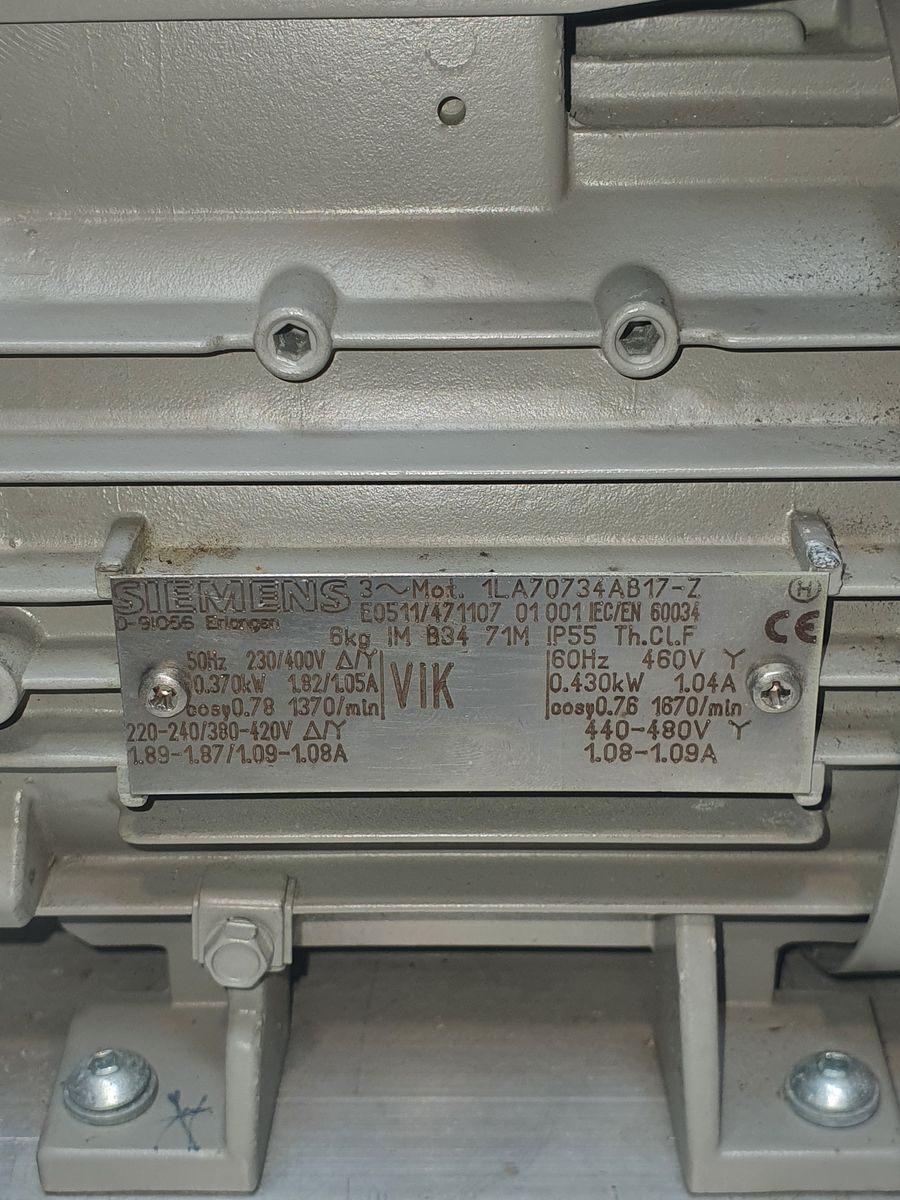 SIEMENS 3~Mot. 1LA70734AB17-Z H
D-91056 Erlangen E0511/471107 01 001 IEC/EN 60034
6kg IM B34 71M IP55 Th.Cl.F CE
50Hz 230/400V Δ/Y 60Hz 460V Y
0.370kW 1.82/1.05A VIK 0.430kW 1.04A
cosφ0.78 1370/min cosφ0.76 1670/min
220-240/380-420V Δ/Y 440-480V Y
1.89-1.87/1.09-1.08A 1.08-1.09A